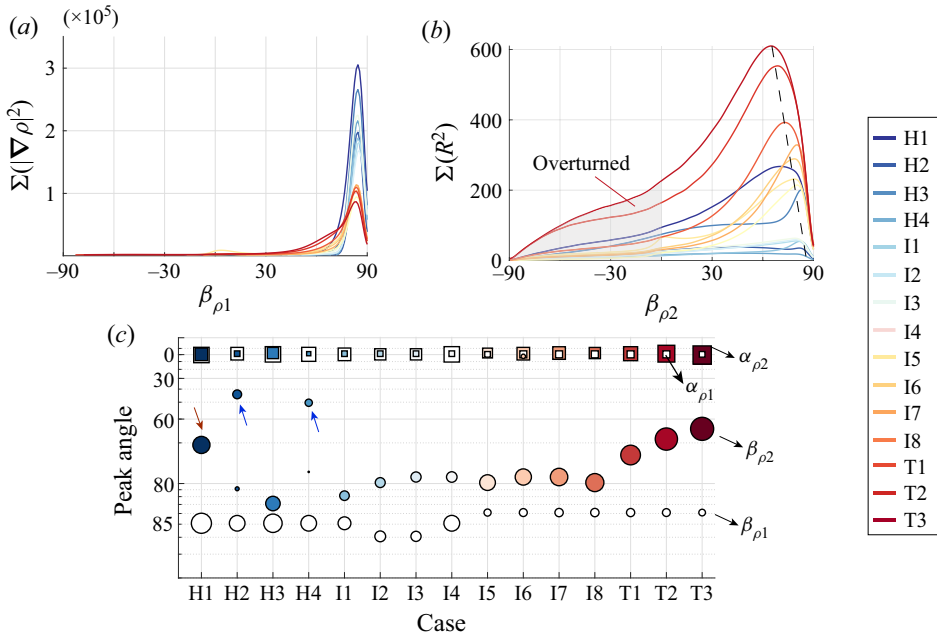 (a)
(×10⁵)
3
2
1
Σ(|∇ρ|²)
−90
−30
30
90
β_ρ1
(b)
600
400
200
0
Σ(R²)
Overturned
−90
−30
30
90
β_ρ2
H1
H2
H3
H4
I1
I2
I3
I4
I5
I6
I7
I8
T1
T2
T3
(c)
0
30
60
80
85
Peak angle
α_ρ2
α_ρ1
β_ρ2
β_ρ1
H1 H2 H3 H4 I1 I2 I3 I4 I5 I6 I7 I8 T1 T2 T3
Case